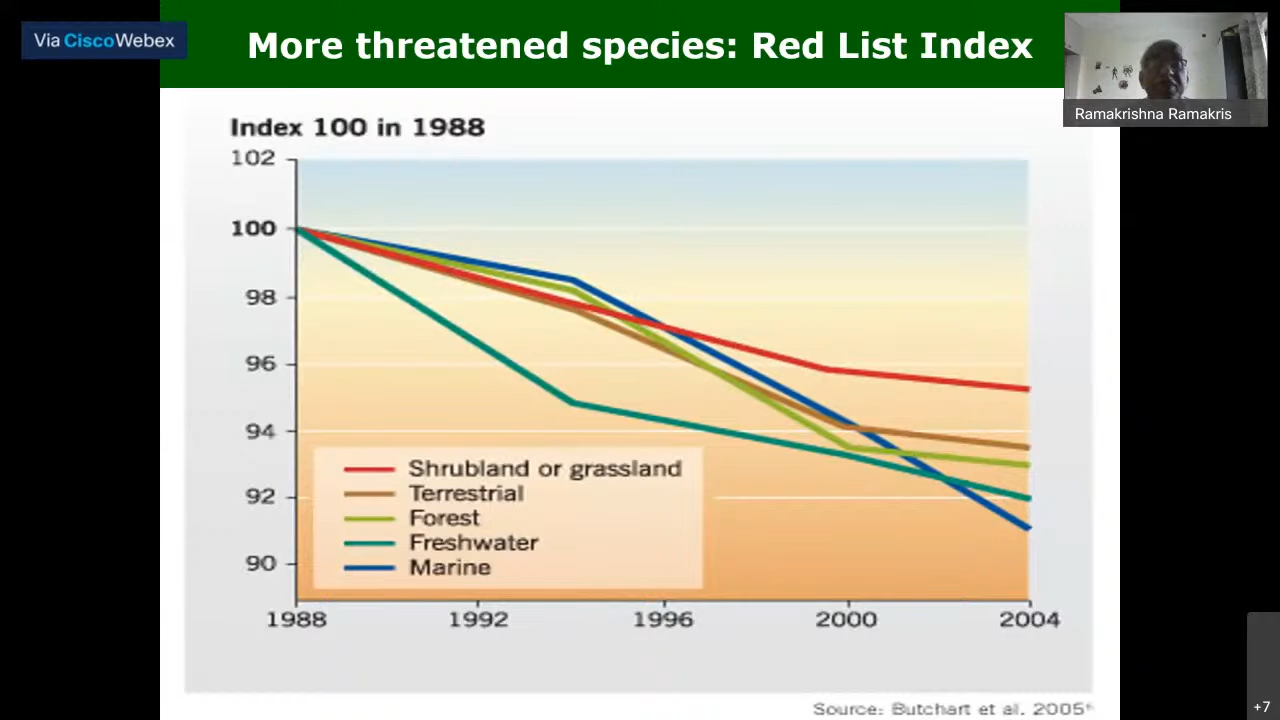 Via Cisco Webex
More threatened species: Red List Index
Ramakrishna Ramakris
Index 100 in 1988
102
100
98
96
94
92
90
Shrubland or grassland
Terrestrial
Forest
Freshwater
Marine
1988 1992 1996 2000 2004
Source: Butchart et al. 2005
+7